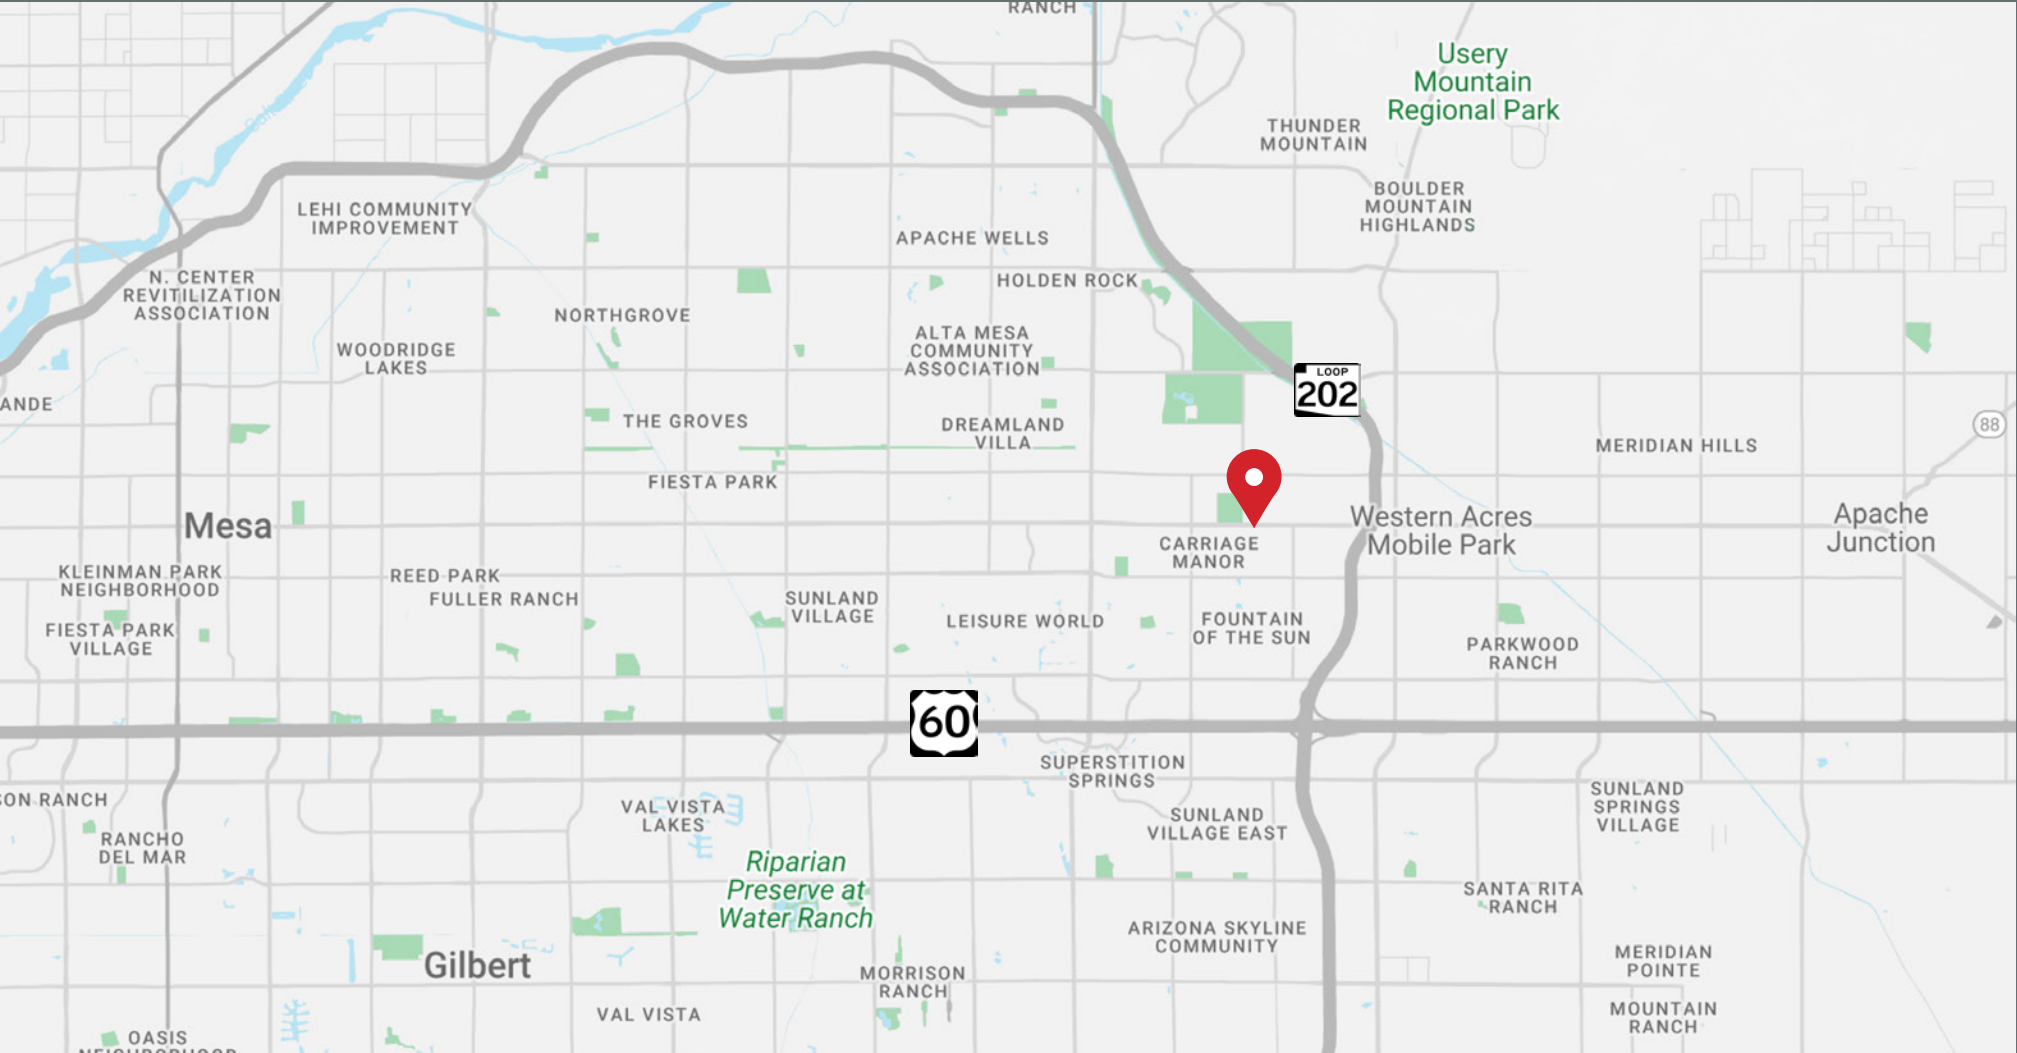 RANCH
Usery
Mountain
Regional Park
THUNDER
MOUNTAIN
BOULDER
MOUNTAIN
HIGHLANDS
LEHI COMMUNITY
IMPROVEMENT
APACHE WELLS
N. CENTER
REVITILIZATION
ASSOCIATION
HOLDEN ROCK
NORTHGROVE
WOODRIDGE
LAKES
ALTA MESA
COMMUNITY
ASSOCIATION
LOOP
202
ANDE
THE GROVES
DREAMLAND
VILLA
88
MERIDIAN HILLS
FIESTA PARK
Mesa
Western Acres
Mobile Park
Apache
Junction
CARRIAGE
MANOR
KLEINMAN PARK
NEIGHBORHOOD
REED PARK
FULLER RANCH
SUNLAND
VILLAGE
LEISURE WORLD
FOUNTAIN
OF THE SUN
FIESTA PARK
VILLAGE
PARKWOOD
RANCH
60
SUPERSTITION
SPRINGS
SON RANCH
VAL VISTA
LAKES
SUNLAND
VILLAGE EAST
SUNLAND
SPRINGS
VILLAGE
RANCHO
DEL MAR
Riparian
Preserve at
Water Ranch
SANTA RITA
RANCH
ARIZONA SKYLINE
COMMUNITY
Gilbert
MORRISON
RANCH
MERIDIAN
POINTE
VAL VISTA
MOUNTAIN
RANCH
OASIS
NEIGHBORHOOD